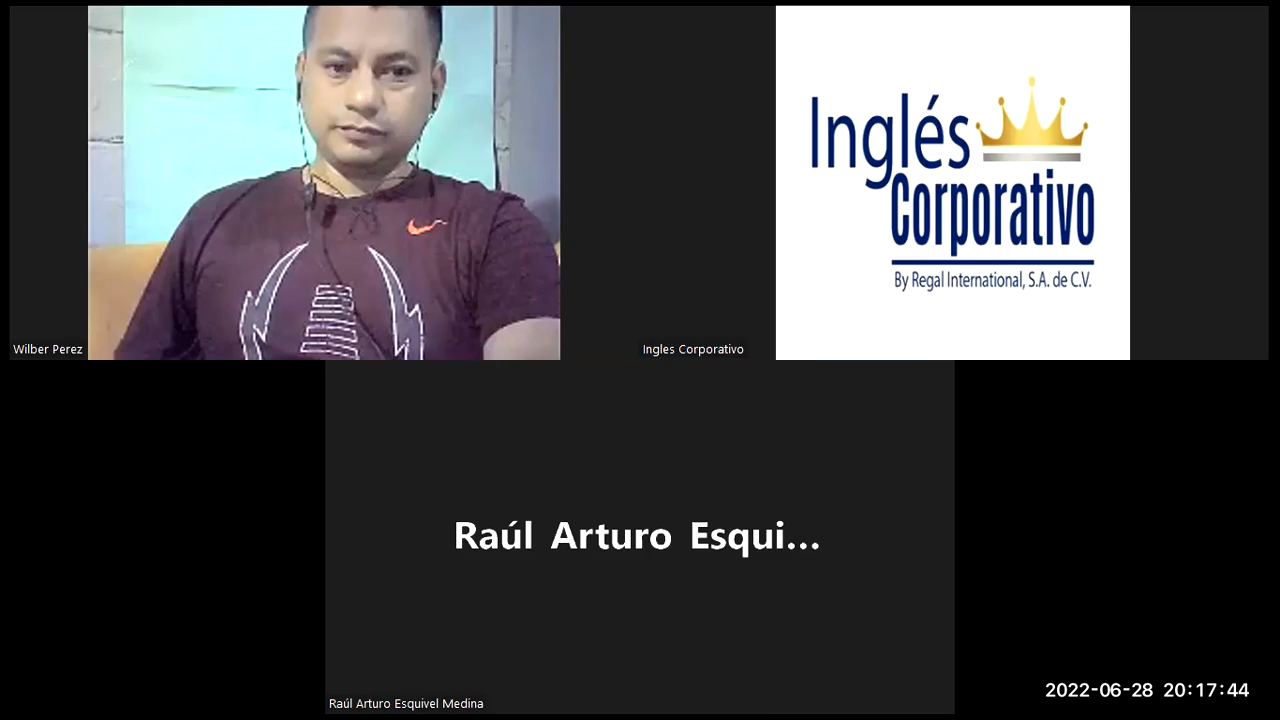 Inglés
Corporativo
By Regal International, S.A. de C.V.
Wilber Perez
Ingles Corporativo
Raúl Arturo Esqui...
Raúl Arturo Esquivel Medina
2022-06-28 20:17:44